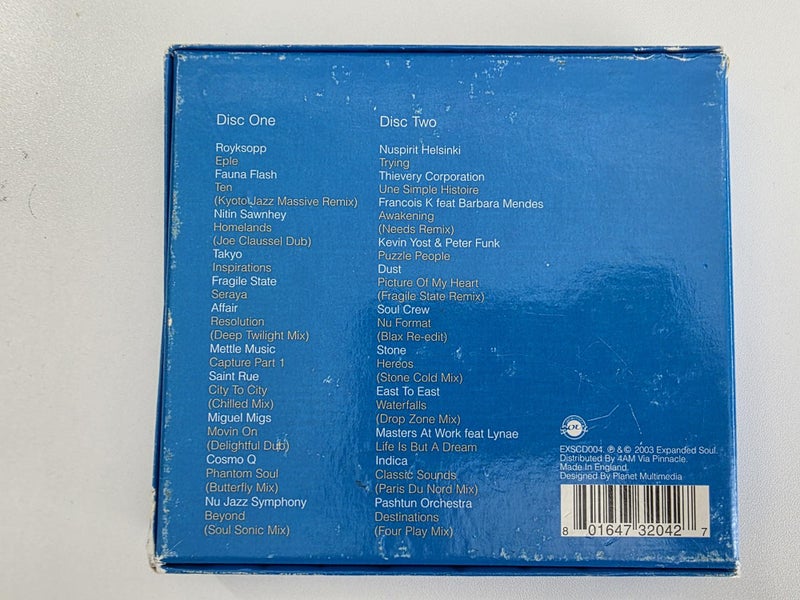 Disc One
Royksopp
Eple
Fauna Flash
Ten
(Kyoto Jazz Massive Remix)
Nitin Sawnhey
Homelands
(Joe Claussel Dub)
Takyo
Inspirations
Fragile State
Seraya
Affair
Resolution
(Deep Twilight Mix)
Mettle Music
Capture Part 1
Saint Rue
City To City
(Chilled Mix)
Miguel Migs
Movin On
(Delightful Dub)
Cosmo Q
Phantom Soul
(Butterfly Mix)
Nu Jazz Symphony
Beyond
(Soul Sonic Mix)
Disc Two
Nuspirit Helsinki
Trying
Thievery Corporation
Une Simple Histoire
Francois K feat Barbara Mendes
Awakening
(Needs Remix)
Kevin Yost & Peter Funk
Puzzle People
Dust
Picture Of My Heart
(Fragile State Remix)
Soul Crew
Nu Format
(Blax Re-edit)
Stone
Hereos
(Stone Cold Mix)
East To East
Waterfalls
(Drop Zone Mix)
Masters At Work feat Lynae
Life Is But A Dream
Indica
Classic Sounds
(Paris Du Nord Mix)
Pashtun Orchestra
Destinations
(Four Play Mix)
EXSCD004. ℗ & © 2003 Expanded Soul.
Distributed By 4AM Via Pinnacle.
Made In England.
Designed By Planet Multimedia
8 01647 32042 7